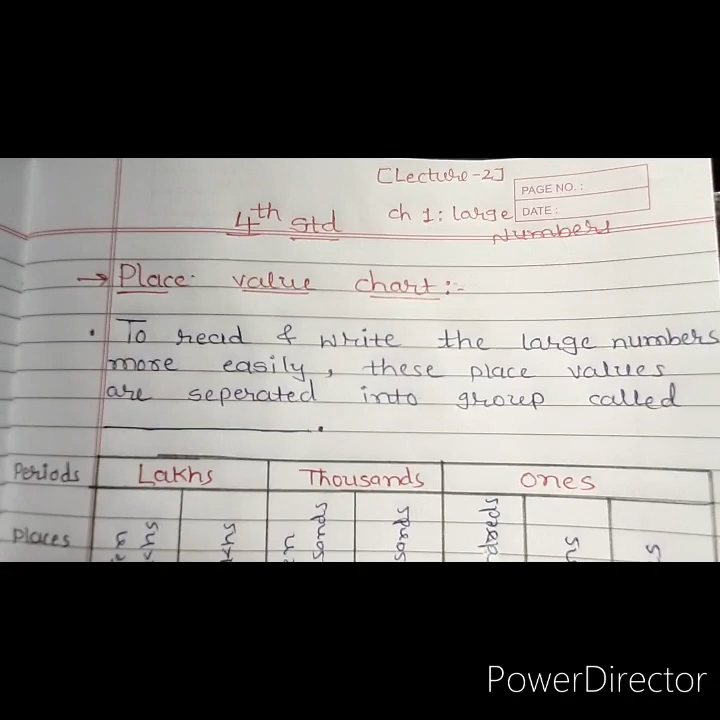 [Lecture-2]
PAGE NO. :
DATE :
4th std ch 1: large
Numbers
→ Place value chart :-
• To read & write the large numbers
more easily, these place values
are seperated into group called
____________.
Periods Lakhs Thousands Ones
Places
PowerDirector